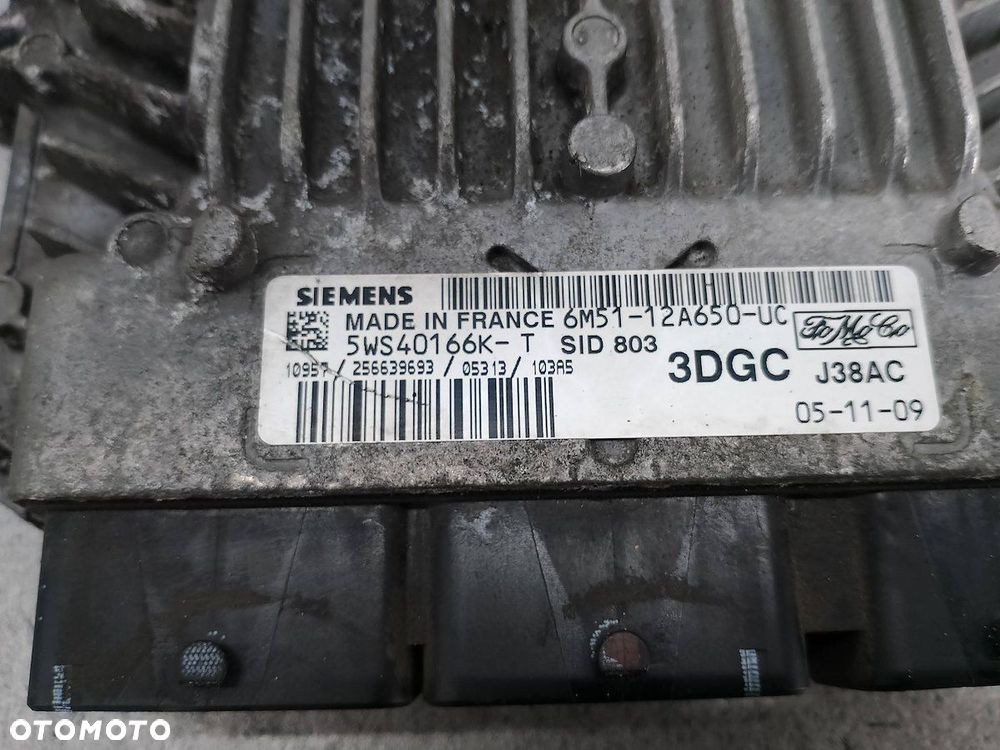 SIEMENS
MADE IN FRANCE 6M51-12A650-UC
FoMoCo
5WS40166K-T SID 803
10957 / 256639693 / 05313 / 103A5
3DGC J38AC
05-11-09
OTOMOTO